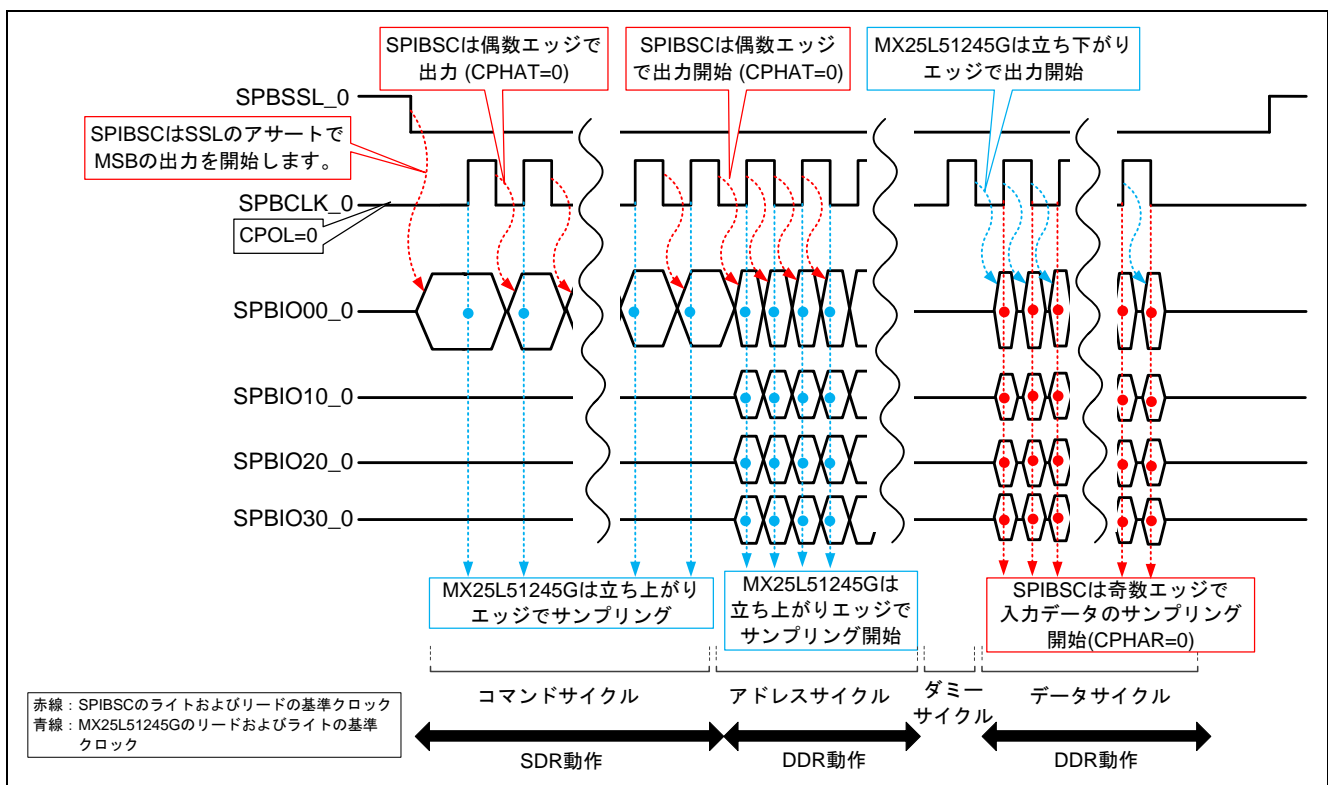 SPIBSCは偶数エッジで
出力 (CPHAT=0)
SPIBSCは偶数エッジ
で出力開始 (CPHAT=0)
MX25L51245Gは立ち下がり
エッジで出力開始
SPBSSL_0
SPIBSCはSSLのアサートで
MSBの出力を開始します。
SPBCLK_0
CPOL=0
SPBIO00_0
SPBIO10_0
SPBIO20_0
SPBIO30_0
MX25L51245Gは立ち上がり
エッジでサンプリング
MX25L51245Gは
立ち上がりエッジで
サンプリング開始
SPIBSCは奇数エッジで
入力データのサンプリング
開始(CPHAR=0)
コマンドサイクル
アドレスサイクル
ダミー
サイクル
データサイクル
赤線：SPIBSCのライトおよびリードの基準クロック
青線：MX25L51245Gのリードおよびライトの基準
クロック
SDR動作
DDR動作
DDR動作